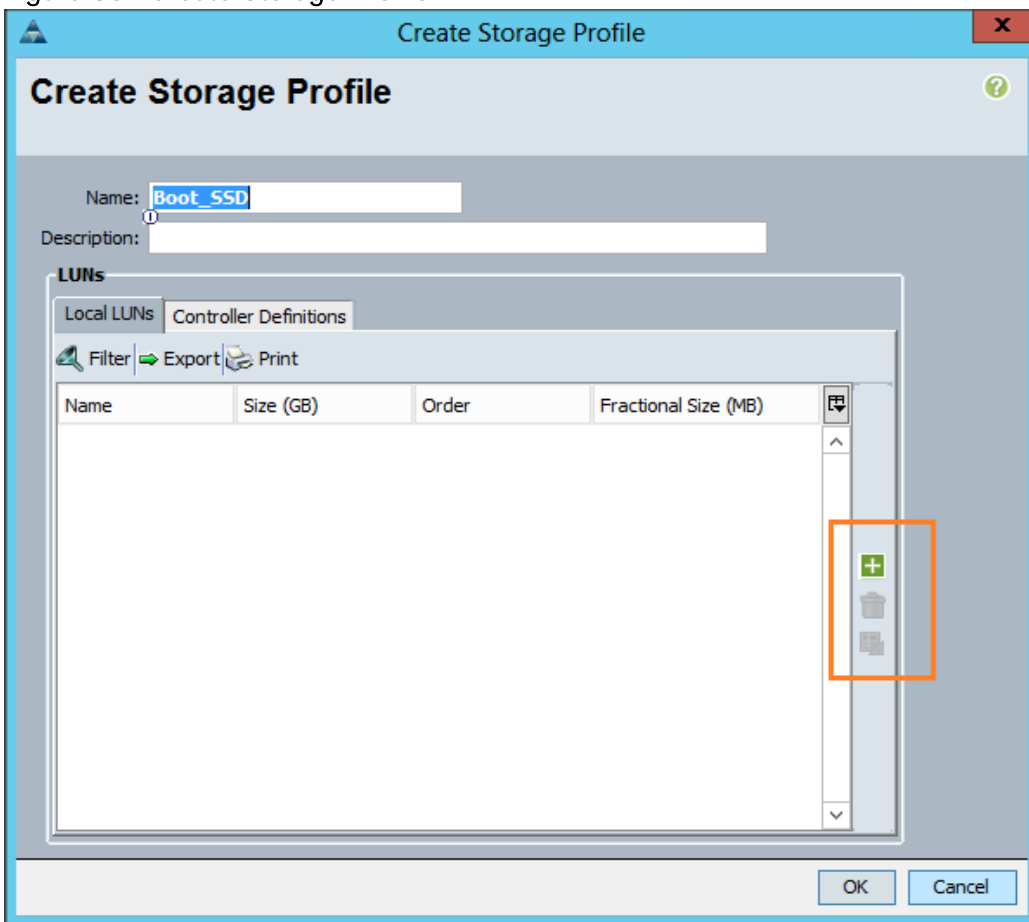 Create Storage Profile
x
Create Storage Profile
?
Name: Boot_SSD
Description:
LUNs
Local LUNs Controller Definitions
Filter Export Print
Name Size (GB) Order Fractional Size (MB)
OK Cancel